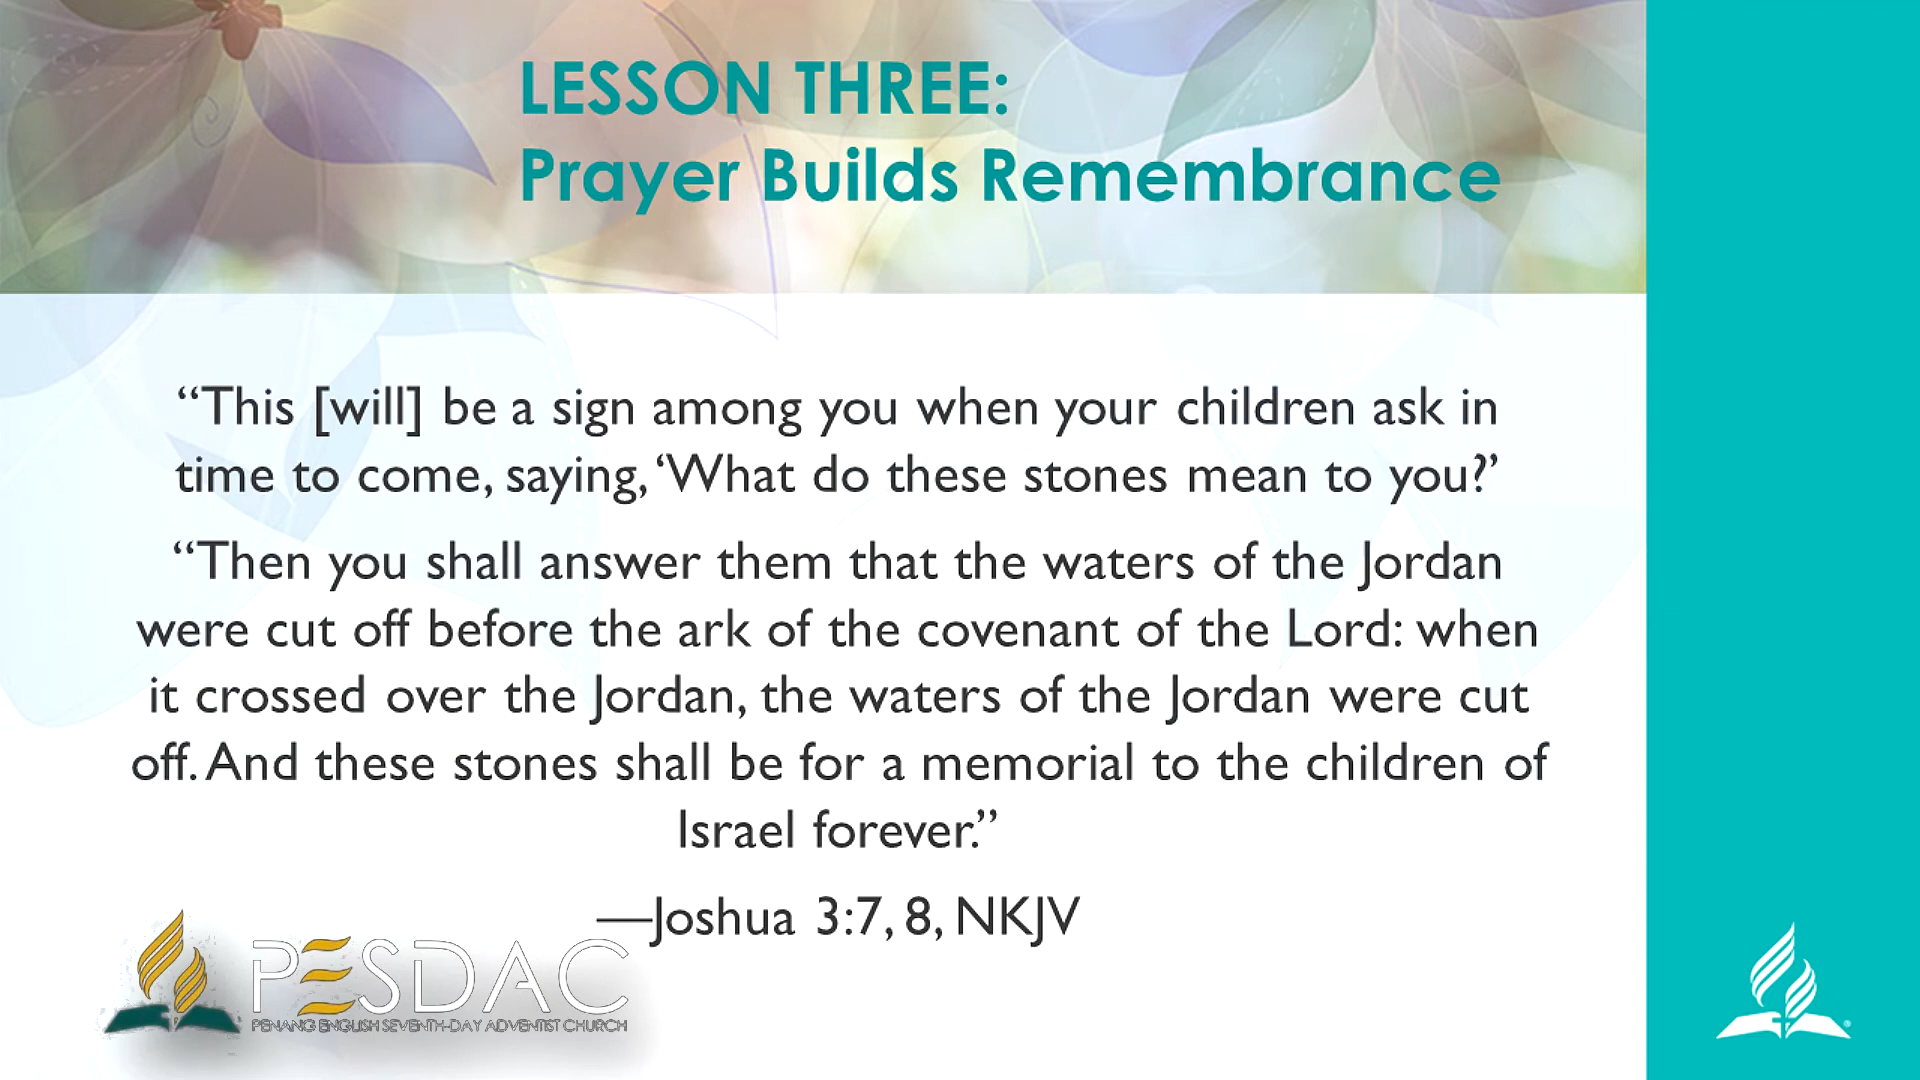 LESSON THREE:
Prayer Builds Remembrance
“This [will] be a sign among you when your children ask in
time to come, saying, ‘What do these stones mean to you?’
“Then you shall answer them that the waters of the Jordan
were cut off before the ark of the covenant of the Lord: when
it crossed over the Jordan, the waters of the Jordan were cut
off. And these stones shall be for a memorial to the children of
Israel forever.”
—Joshua 3:7, 8, NKJV
PESDAC
PENANG ENGLISH SEVENTH-DAY ADVENTIST CHURCH